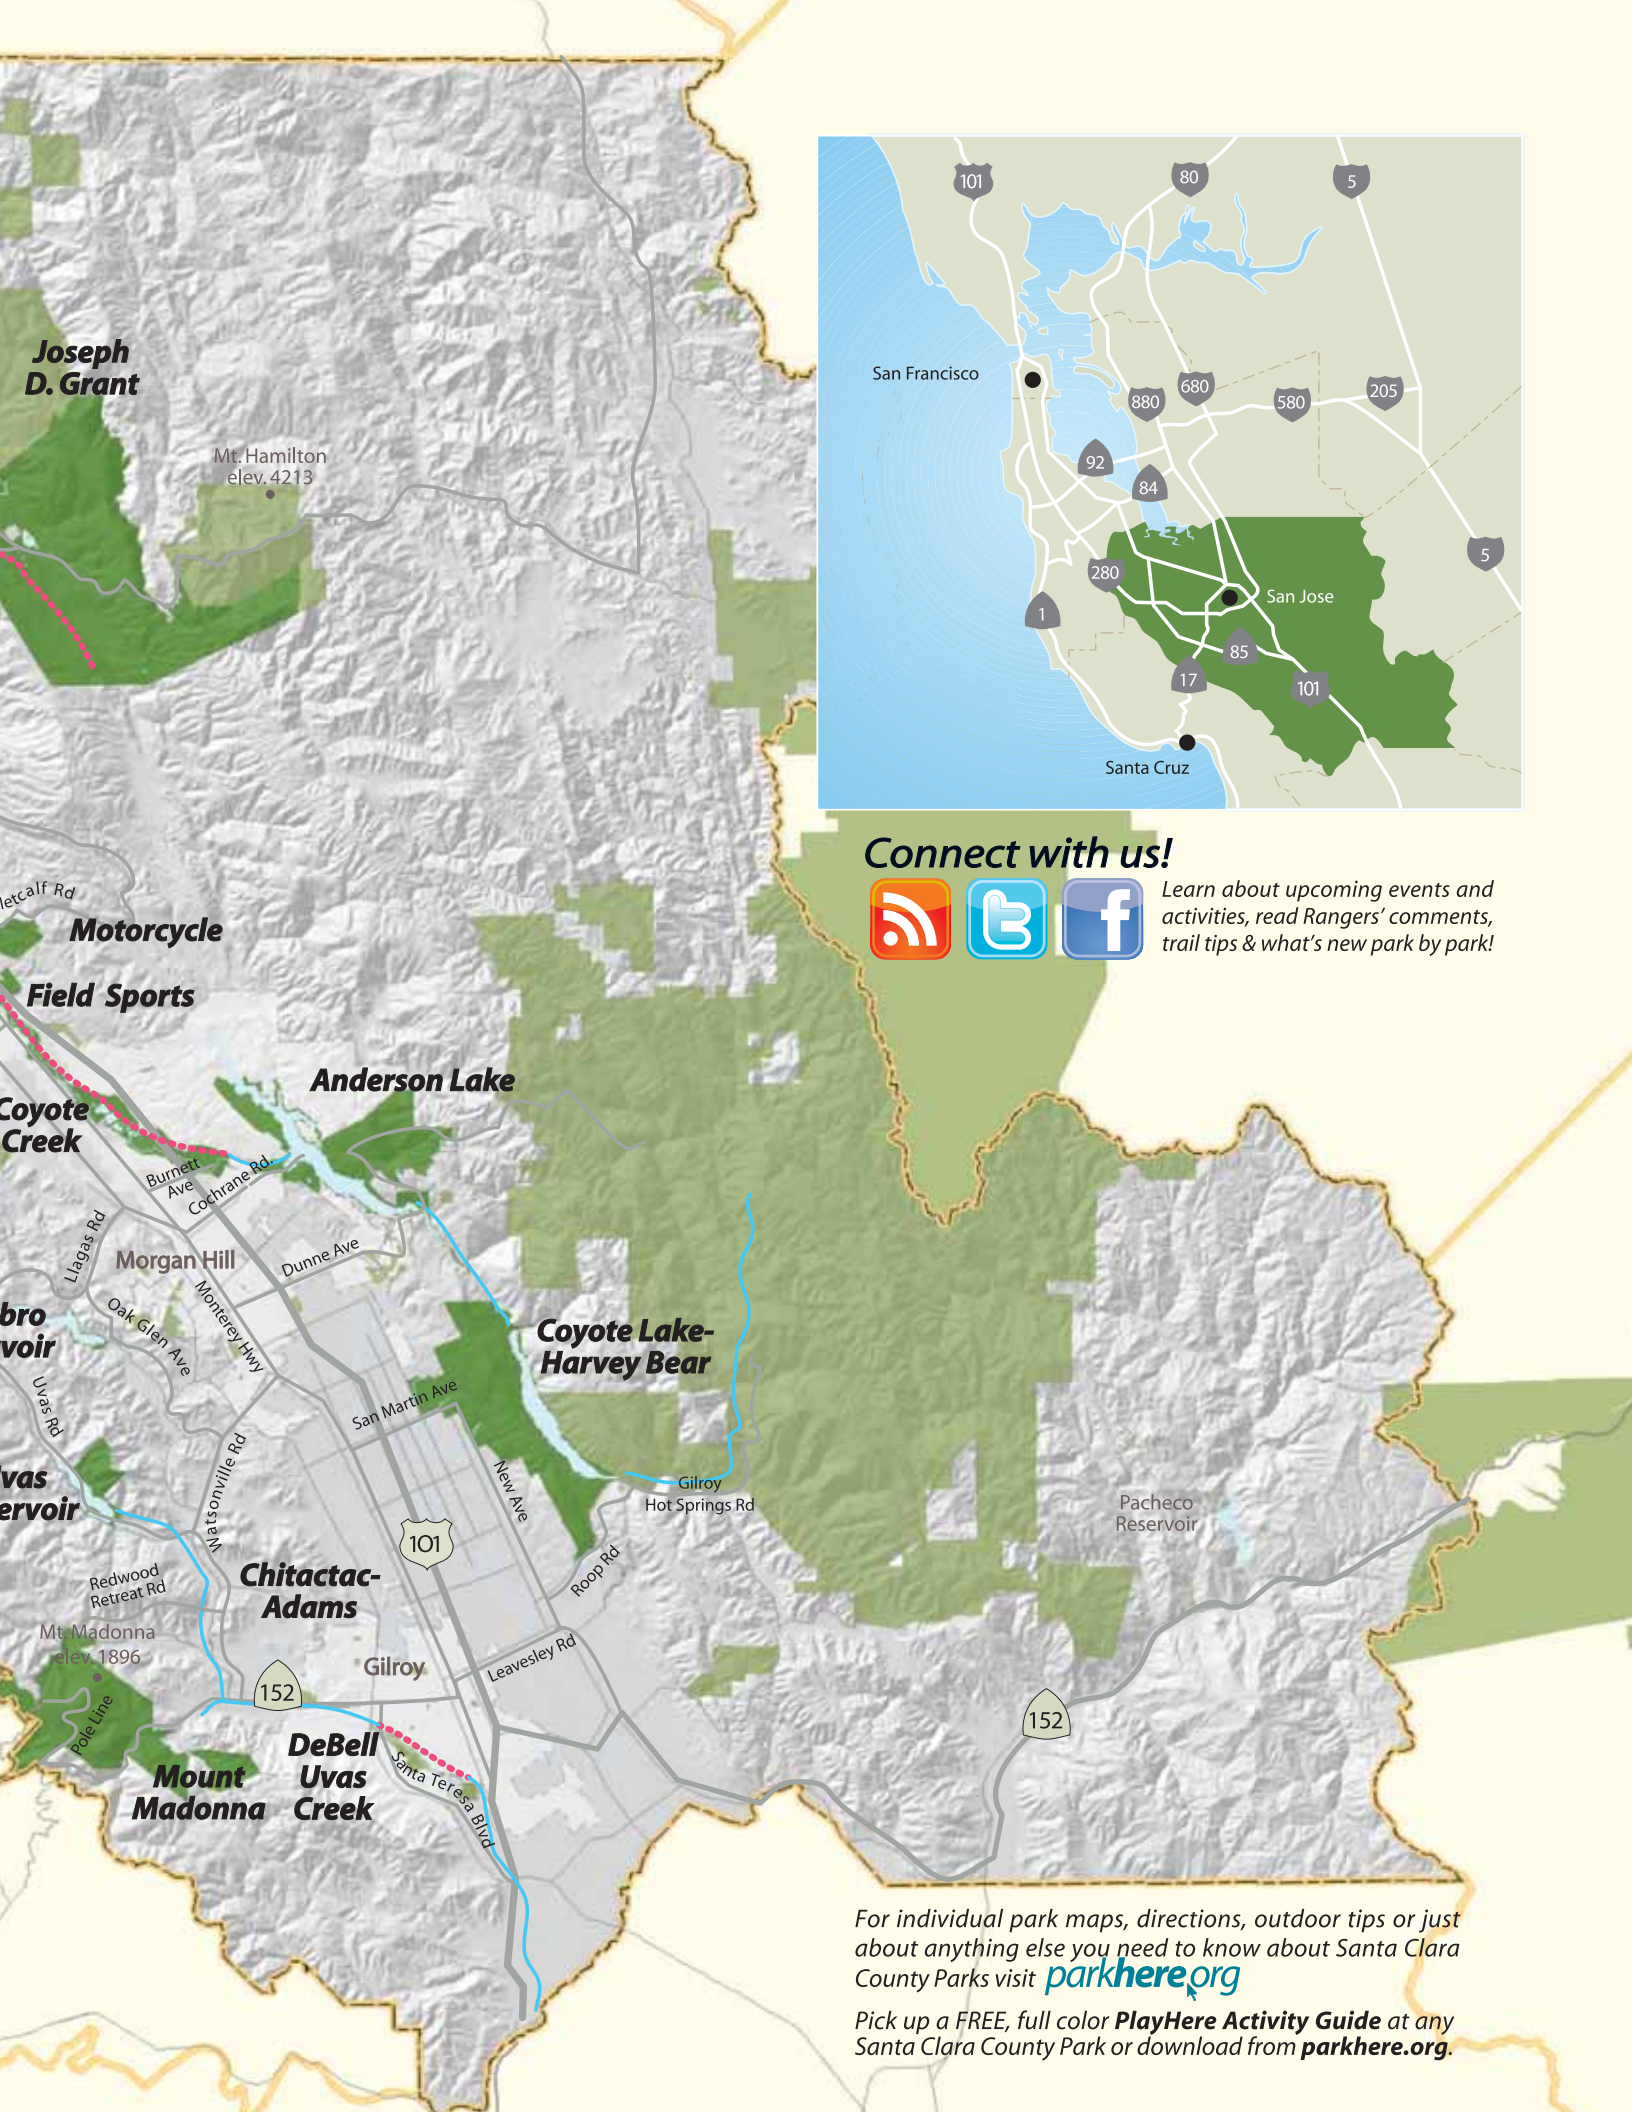 101
80
5
San Francisco
880
680
580
205
92
84
280
5
1
San Jose
85
17
101
Santa Cruz
Joseph
D. Grant
Mt. Hamilton
elev. 4213
Connect with us!
Learn about upcoming events and
activities, read Rangers’ comments,
trail tips & what’s new park by park!
etcalf Rd
Motorcycle
Field Sports
Anderson Lake
Coyote
Creek
Burnett
Ave
Cochrane Rd.
Llagas Rd
Morgan Hill
Dunne Ave
Monterey Hwy
Oak Glen Ave
bro
voir
Coyote Lake-
Harvey Bear
Uvas Rd
San Martin Ave
Watsonville Rd
New Ave
vas
ervoir
Gilroy
Hot Springs Rd
Pacheco
Reservoir
101
Roop Rd
Redwood
Retreat Rd
Chitactac-
Adams
Mt. Madonna
elev. 1896
Gilroy
Leavesley Rd
152
152
Pole Line
DeBell
Uvas
Creek
Mount
Madonna
Santa Teresa Blvd
For individual park maps, directions, outdoor tips or just
about anything else you need to know about Santa Clara
County Parks visit parkhere.org
Pick up a FREE, full color PlayHere Activity Guide at any
Santa Clara County Park or download from parkhere.org.